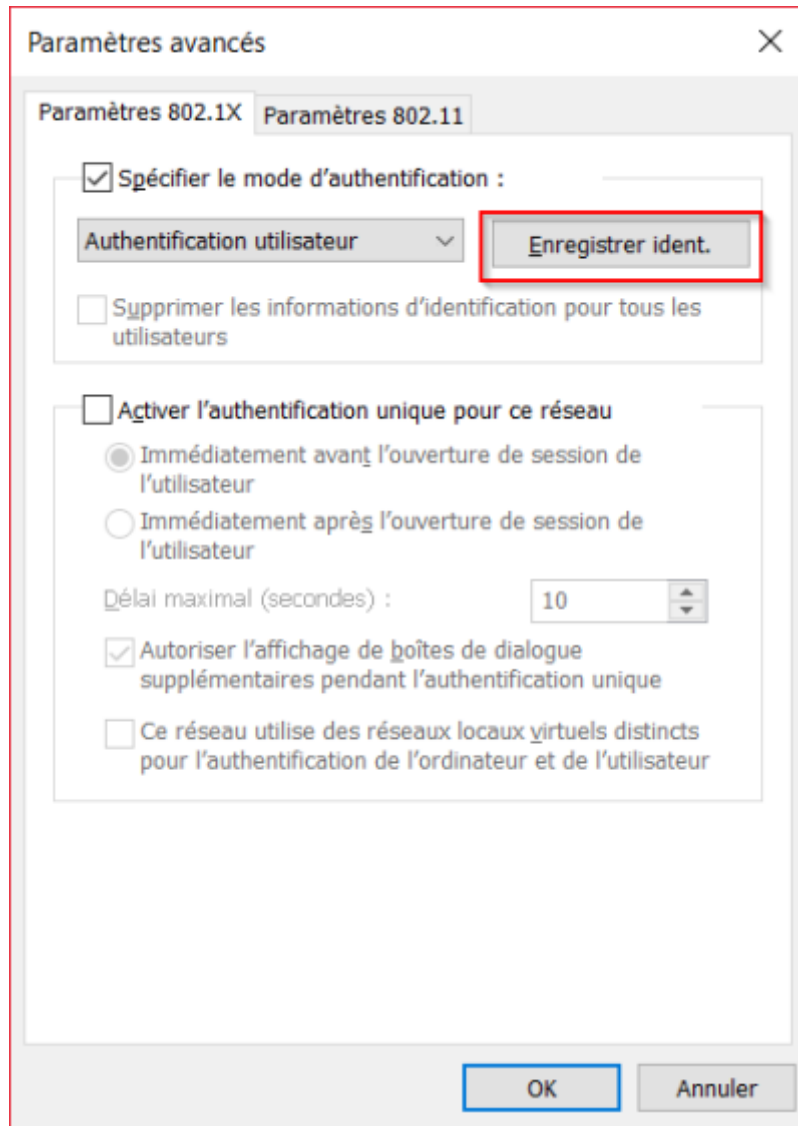 Paramètres avancés
Paramètres 802.1X Paramètres 802.11
Spécifier le mode d'authentification :
Authentification utilisateur Enregistrer ident.
Supprimer les informations d'identification pour tous les
utilisateurs
Activer l'authentification unique pour ce réseau
Immédiatement avant l'ouverture de session de
l'utilisateur
Immédiatement après l'ouverture de session de
l'utilisateur
Délai maximal (secondes) : 10
Autoriser l'affichage de boîtes de dialogue
supplémentaires pendant l'authentification unique
Ce réseau utilise des réseaux locaux virtuels distincts
pour l'authentification de l'ordinateur et de l'utilisateur
OK Annuler